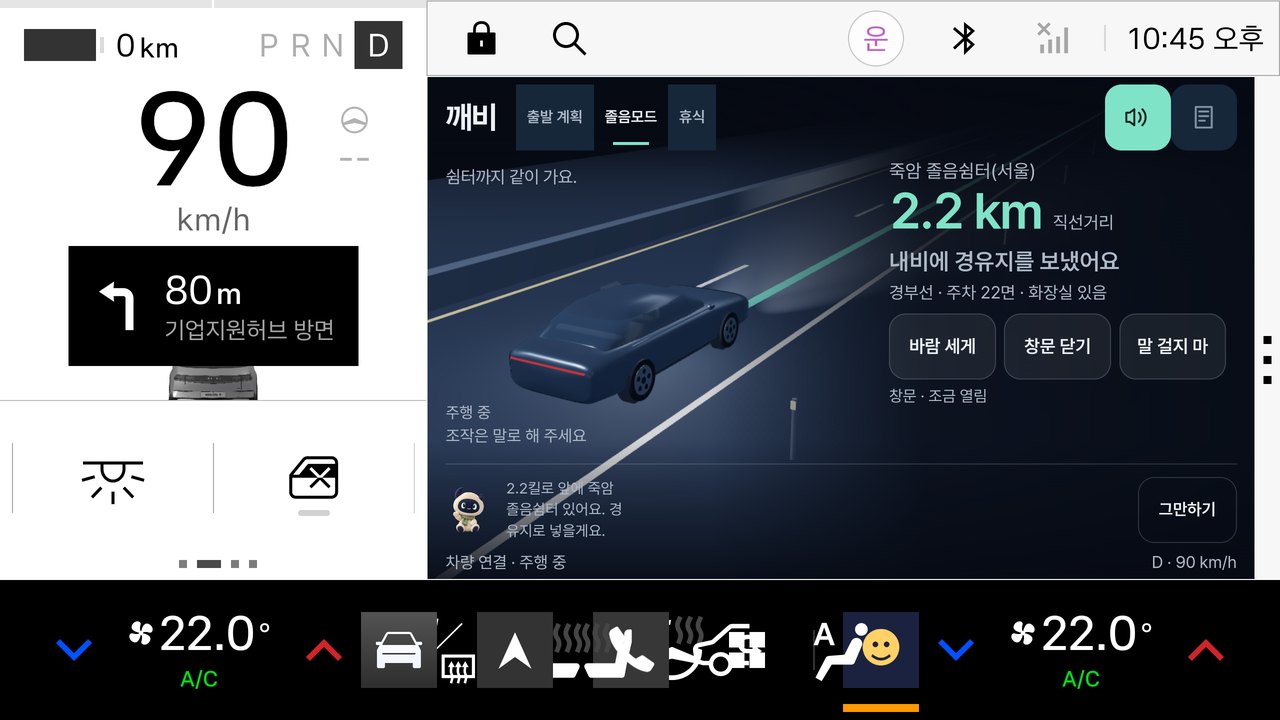 0 km
P R N D
90
km/h
80 m
기업지원허브 방면
운
10:45 오후
깨비
출발 계획
졸음모드
휴식
쉼터까지 같이 가요.
죽암 졸음쉼터(서울)
2.2 km 직선거리
내비에 경유지를 보냈어요
경부선 · 주차 22면 · 화장실 있음
바람 세게
창문 닫기
말 걸지 마
창문 · 조금 열림
주행 중
조작은 말로 해 주세요
2.2킬로 앞에 죽암
졸음쉼터 있어요. 경
유지로 넣을게요.
그만하기
차량 연결 · 주행 중
D · 90 km/h
22.0°
A/C
A
22.0°
A/C